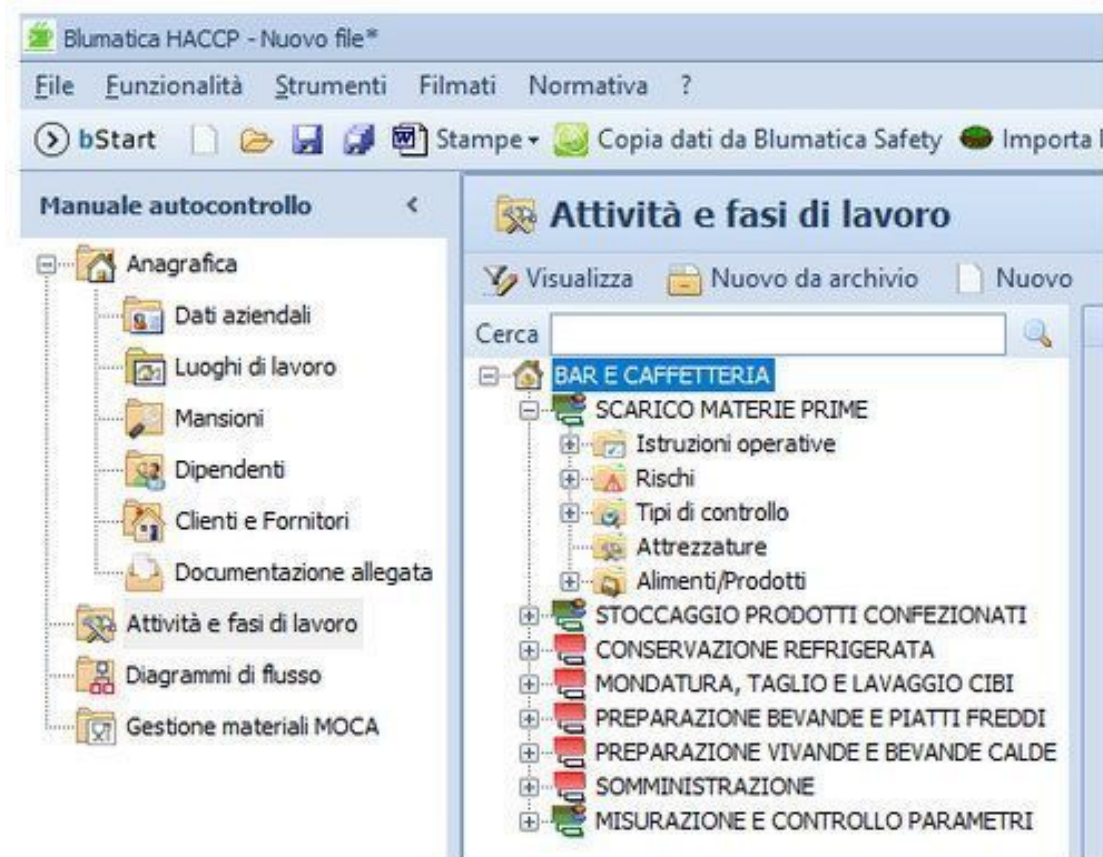 Blumatica HACCP - Nuovo file*
File Funzionalità Strumenti Filmati Normativa ?
bStart Stampe Copia dati da Blumatica Safety Importa
Manuale autocontrollo <
Anagrafica
Dati aziendali
Luoghi di lavoro
Mansioni
Dipendenti
Clienti e Fornitori
Documentazione allegata
Attività e fasi di lavoro
Diagrammi di flusso
Gestione materiali MOCA
Attività e fasi di lavoro
Visualizza Nuovo da archivio Nuovo
Cerca
BAR E CAFFETTERIA
SCARICO MATERIE PRIME
Istruzioni operative
Rischi
Tipi di controllo
Attrezzature
Alimenti/Prodotti
STOCCAGGIO PRODOTTI CONFEZIONATI
CONSERVAZIONE REFRIGERATA
MONDATURA, TAGLIO E LAVAGGIO CIBI
PREPARAZIONE BEVANDE E PIATTI FREDDI
PREPARAZIONE VIVANDE E BEVANDE CALDE
SOMMINISTRAZIONE
MISURAZIONE E CONTROLLO PARAMETRI